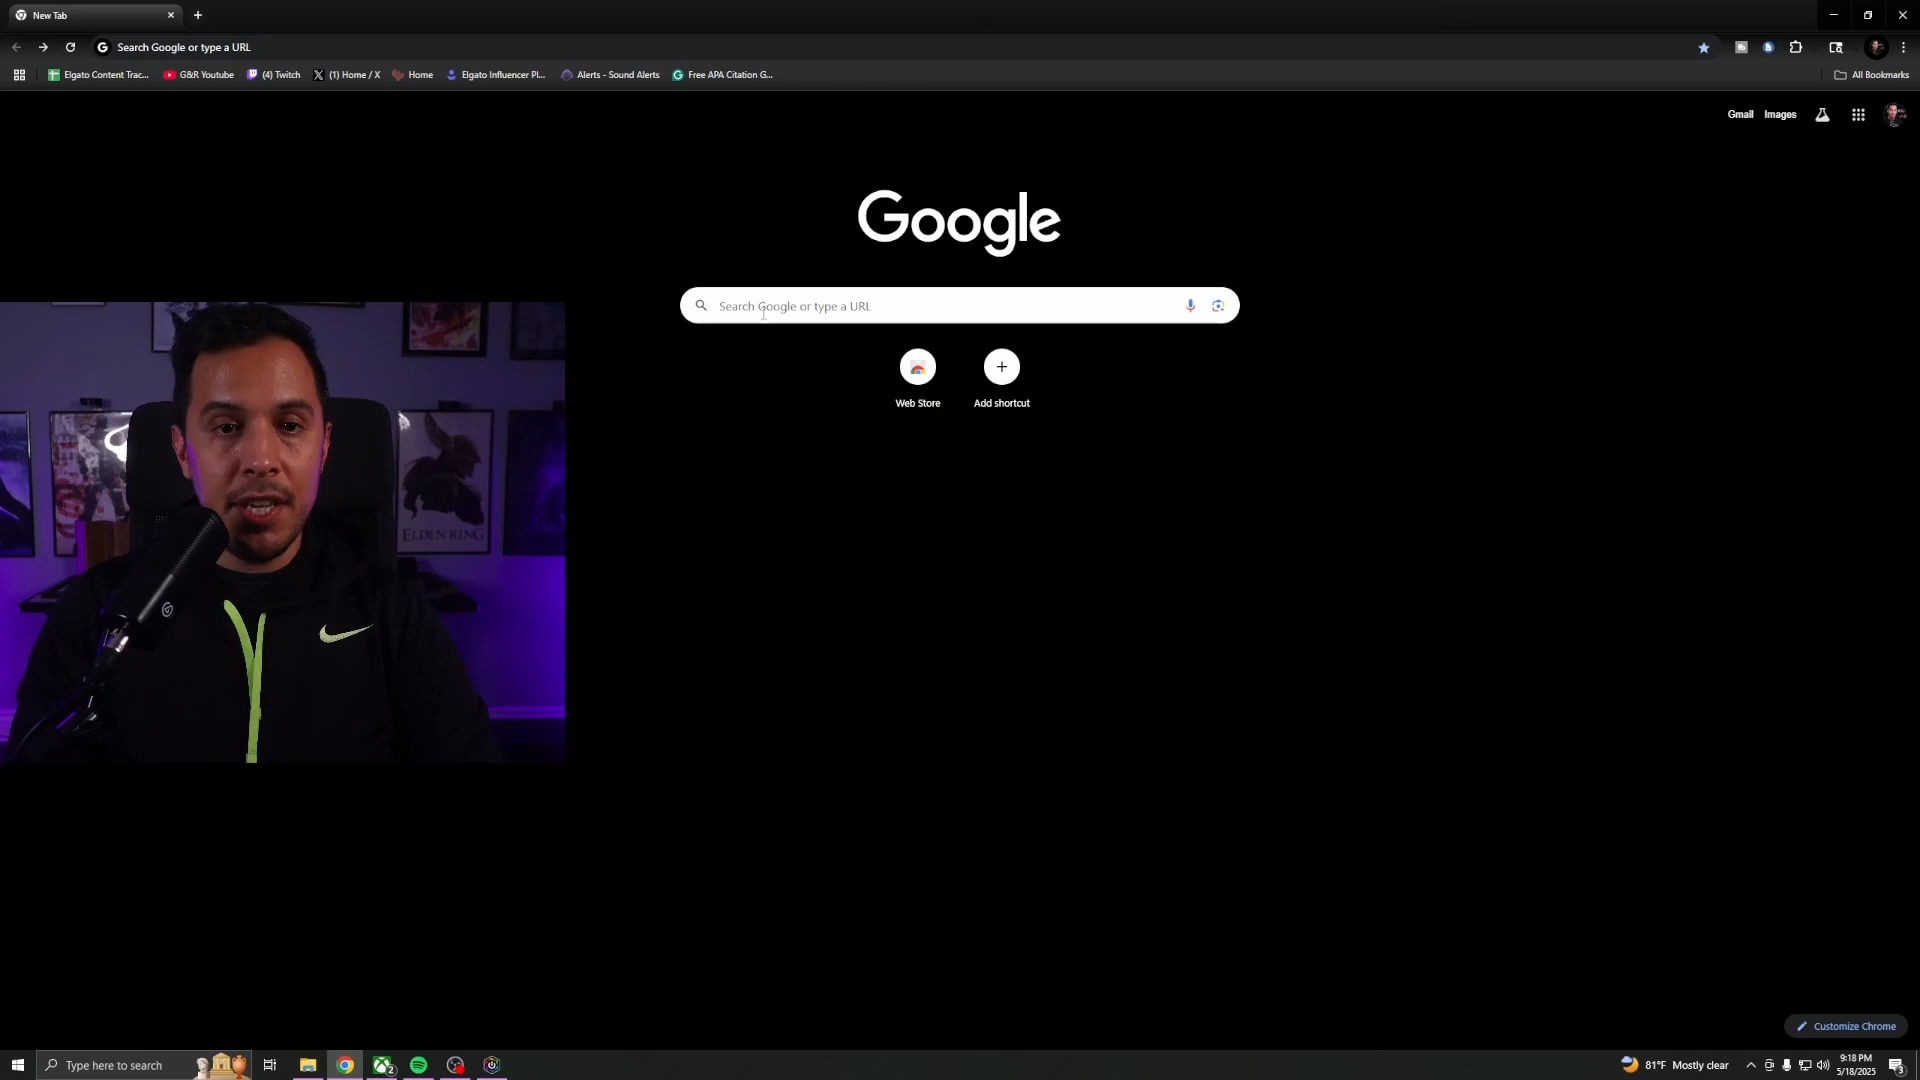 New Tab
Search Google or type a URL
Elgato Content Trac...
G&R Youtube
(4) Twitch
(1) Home / X
Home
Elgato Influencer Pl...
Alerts - Sound Alerts
Free APA Citation G...
All Bookmarks
Gmail
Images
Google
Search Google or type a URL
Web Store
Add shortcut
ELDEN RING
Customize Chrome
Type here to search
2
81°F Mostly clear
9:18 PM
5/18/2025
3